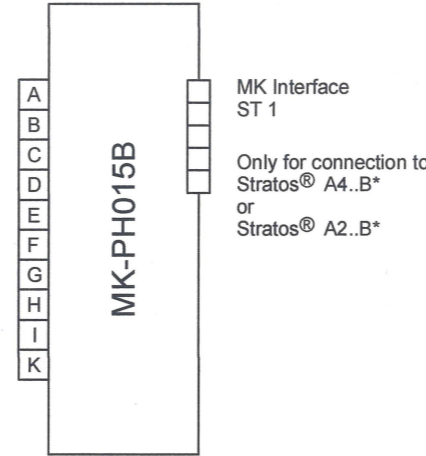 A
B
C
D
E
F
G
H
I
K
MK-PH015B
MK Interface
ST 1
Only for connection to
Stratos® A4..B*
or
Stratos® A2..B*